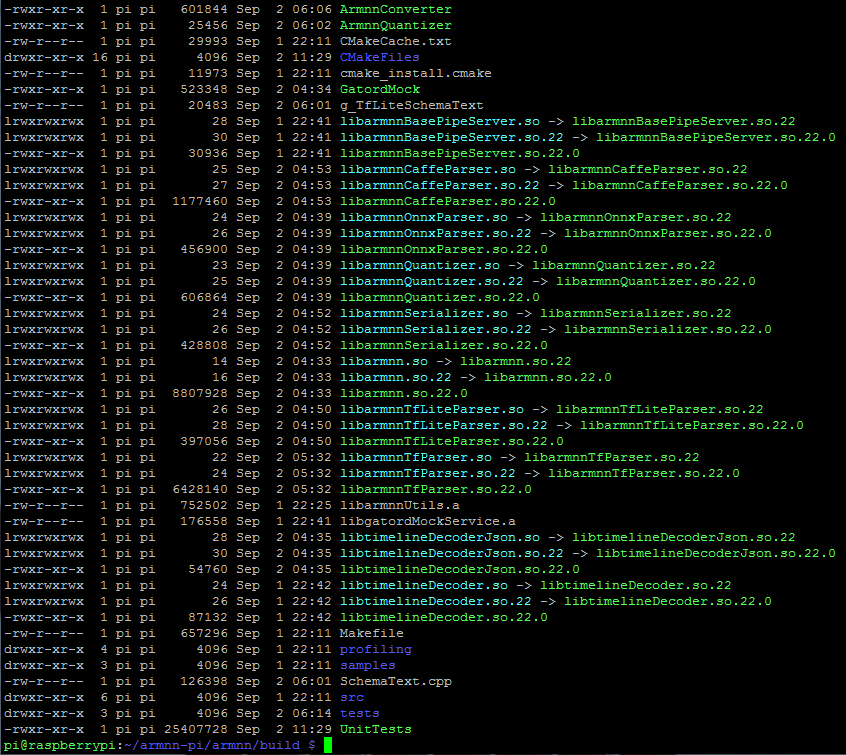 -rwxr-xr-x  1 pi pi   601844 Sep  2 06:06 ArmnnConverter
-rwxr-xr-x  1 pi pi    25456 Sep  2 06:02 ArmnnQuantizer
-rw-r--r--  1 pi pi    29993 Sep  1 22:11 CMakeCache.txt
drwxr-xr-x 16 pi pi     4096 Sep  2 11:29 CMakeFiles
-rw-r--r--  1 pi pi    11973 Sep  1 22:11 cmake_install.cmake
-rwxr-xr-x  1 pi pi   523348 Sep  2 04:34 GatordMock
-rw-r--r--  1 pi pi    20483 Sep  2 06:01 g_TfLiteSchemaText
lrwxrwxrwx  1 pi pi       28 Sep  1 22:41 libarmnnBasePipeServer.so -> libarmnnBasePipeServer.so.22
lrwxrwxrwx  1 pi pi       30 Sep  1 22:41 libarmnnBasePipeServer.so.22 -> libarmnnBasePipeServer.so.22.0
-rwxr-xr-x  1 pi pi    30936 Sep  1 22:41 libarmnnBasePipeServer.so.22.0
lrwxrwxrwx  1 pi pi       25 Sep  2 04:53 libarmnnCaffeParser.so -> libarmnnCaffeParser.so.22
lrwxrwxrwx  1 pi pi       27 Sep  2 04:53 libarmnnCaffeParser.so.22 -> libarmnnCaffeParser.so.22.0
-rwxr-xr-x  1 pi pi  1177460 Sep  2 04:53 libarmnnCaffeParser.so.22.0
lrwxrwxrwx  1 pi pi       24 Sep  2 04:39 libarmnnOnnxParser.so -> libarmnnOnnxParser.so.22
lrwxrwxrwx  1 pi pi       26 Sep  2 04:39 libarmnnOnnxParser.so.22 -> libarmnnOnnxParser.so.22.0
-rwxr-xr-x  1 pi pi   456900 Sep  2 04:39 libarmnnOnnxParser.so.22.0
lrwxrwxrwx  1 pi pi       23 Sep  2 04:39 libarmnnQuantizer.so -> libarmnnQuantizer.so.22
lrwxrwxrwx  1 pi pi       25 Sep  2 04:39 libarmnnQuantizer.so.22 -> libarmnnQuantizer.so.22.0
-rwxr-xr-x  1 pi pi   606864 Sep  2 04:39 libarmnnQuantizer.so.22.0
lrwxrwxrwx  1 pi pi       24 Sep  2 04:52 libarmnnSerializer.so -> libarmnnSerializer.so.22
lrwxrwxrwx  1 pi pi       26 Sep  2 04:52 libarmnnSerializer.so.22 -> libarmnnSerializer.so.22.0
-rwxr-xr-x  1 pi pi   428808 Sep  2 04:52 libarmnnSerializer.so.22.0
lrwxrwxrwx  1 pi pi       14 Sep  2 04:33 libarmnn.so -> libarmnn.so.22
lrwxrwxrwx  1 pi pi       16 Sep  2 04:33 libarmnn.so.22 -> libarmnn.so.22.0
-rwxr-xr-x  1 pi pi  8807928 Sep  2 04:33 libarmnn.so.22.0
lrwxrwxrwx  1 pi pi       26 Sep  2 04:50 libarmnnTfLiteParser.so -> libarmnnTfLiteParser.so.22
lrwxrwxrwx  1 pi pi       28 Sep  2 04:50 libarmnnTfLiteParser.so.22 -> libarmnnTfLiteParser.so.22.0
-rwxr-xr-x  1 pi pi   397056 Sep  2 04:50 libarmnnTfLiteParser.so.22.0
lrwxrwxrwx  1 pi pi       22 Sep  2 05:32 libarmnnTfParser.so -> libarmnnTfParser.so.22
lrwxrwxrwx  1 pi pi       24 Sep  2 05:32 libarmnnTfParser.so.22 -> libarmnnTfParser.so.22.0
-rwxr-xr-x  1 pi pi  6428140 Sep  2 05:32 libarmnnTfParser.so.22.0
-rw-r--r--  1 pi pi   752502 Sep  1 22:25 libarmnnUtils.a
-rw-r--r--  1 pi pi   176558 Sep  1 22:41 libgatordMockService.a
lrwxrwxrwx  1 pi pi       28 Sep  2 04:35 libtimelineDecoderJson.so -> libtimelineDecoderJson.so.22
lrwxrwxrwx  1 pi pi       30 Sep  2 04:35 libtimelineDecoderJson.so.22 -> libtimelineDecoderJson.so.22.0
-rwxr-xr-x  1 pi pi    54760 Sep  2 04:35 libtimelineDecoderJson.so.22.0
lrwxrwxrwx  1 pi pi       24 Sep  1 22:42 libtimelineDecoder.so -> libtimelineDecoder.so.22
lrwxrwxrwx  1 pi pi       26 Sep  1 22:42 libtimelineDecoder.so.22 -> libtimelineDecoder.so.22.0
-rwxr-xr-x  1 pi pi    87132 Sep  1 22:42 libtimelineDecoder.so.22.0
-rw-r--r--  1 pi pi   657296 Sep  1 22:11 Makefile
drwxr-xr-x  4 pi pi     4096 Sep  1 22:11 profiling
drwxr-xr-x  3 pi pi     4096 Sep  1 22:11 samples
-rw-r--r--  1 pi pi   126398 Sep  2 06:01 SchemaText.cpp
drwxr-xr-x  6 pi pi     4096 Sep  1 22:11 src
drwxr-xr-x  3 pi pi     4096 Sep  2 06:14 tests
-rwxr-xr-x  1 pi pi 25407728 Sep  2 11:29 UnitTests
pi@raspberrypi:~/armnn-pi/armnn/build $